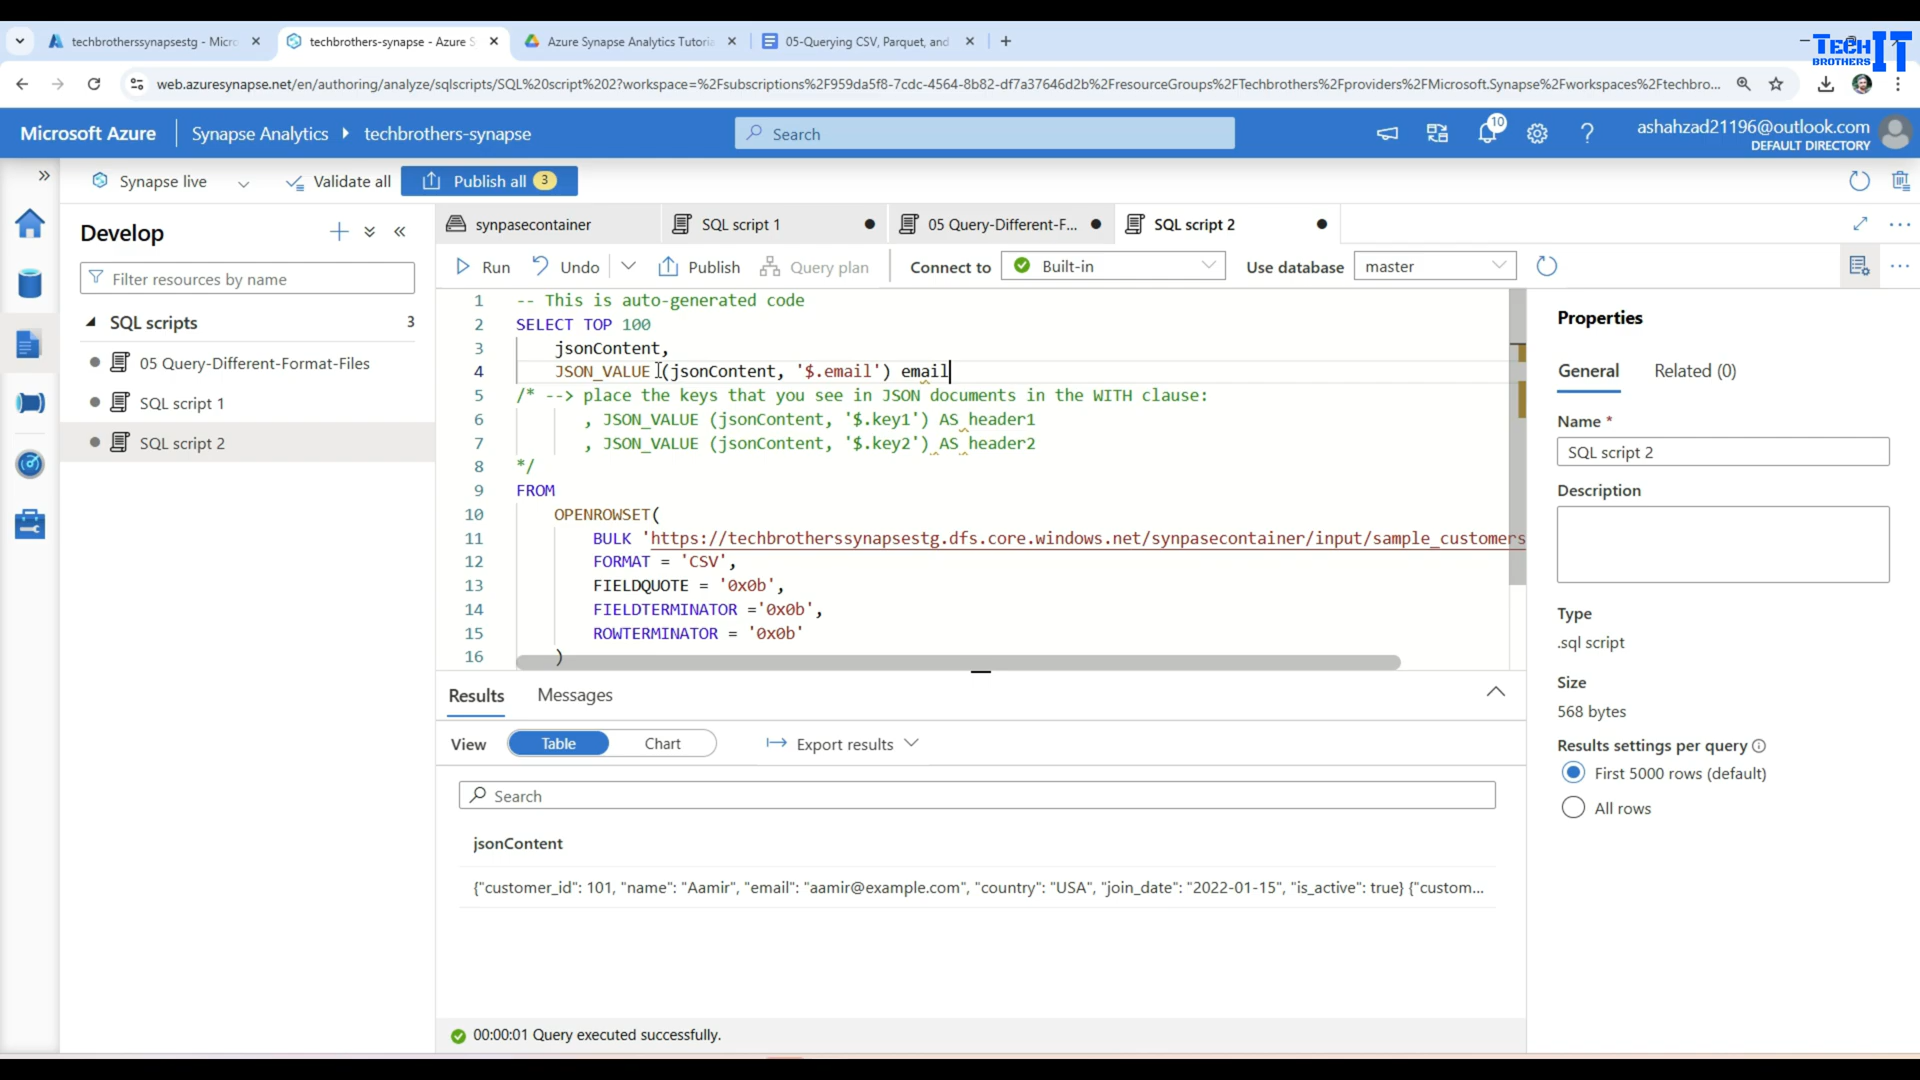 techbrotherssynapsestg - Micro
techbrothers-synapse - Azure S
Azure Synapse Analytics Tutoria
05-Querying CSV, Parquet, and
TECH IT
BROTHERS
web.azuresynapse.net/en/authoring/analyze/sqlscripts/SQL%20script%202?workspace=%2Fsubscriptions%2F959da5f8-7cdc-4564-8b82-df7a37646d2b%2FresourceGroups%2FTechbrothers%2Fproviders%2FMicrosoft.Synapse%2Fworkspaces%2Ftechbro...
Microsoft Azure
Synapse Analytics
techbrothers-synapse
Search
10
ashahzad21196@outlook.com
DEFAULT DIRECTORY
Synapse live
Validate all
Publish all 3
Develop
Filter resources by name
SQL scripts 3
05 Query-Different-Format-Files
SQL script 1
SQL script 2
synpasecontainer
SQL script 1
05 Query-Different-F...
SQL script 2
Run
Undo
Publish
Query plan
Connect to
Built-in
Use database
master
1 -- This is auto-generated code
2 SELECT TOP 100
3 jsonContent,
4 JSON_VALUE (jsonContent, '$.email') email
5 /* --> place the keys that you see in JSON documents in the WITH clause:
6 , JSON_VALUE (jsonContent, '$.key1') AS header1
7 , JSON_VALUE (jsonContent, '$.key2') AS header2
8 */
9 FROM
10 OPENROWSET(
11 BULK 'https://techbrotherssynapsestg.dfs.core.windows.net/synpasecontainer/input/sample_customers
12 FORMAT = 'CSV',
13 FIELDQUOTE = '0x0b',
14 FIELDTERMINATOR ='0x0b',
15 ROWTERMINATOR = '0x0b'
16 )
Results
Messages
View
Table
Chart
Export results
Search
jsonContent
{"customer_id": 101, "name": "Aamir", "email": "aamir@example.com", "country": "USA", "join_date": "2022-01-15", "is_active": true} {"custom...
00:00:01 Query executed successfully.
Properties
General
Related (0)
Name *
SQL script 2
Description
Type
.sql script
Size
568 bytes
Results settings per query
First 5000 rows (default)
All rows